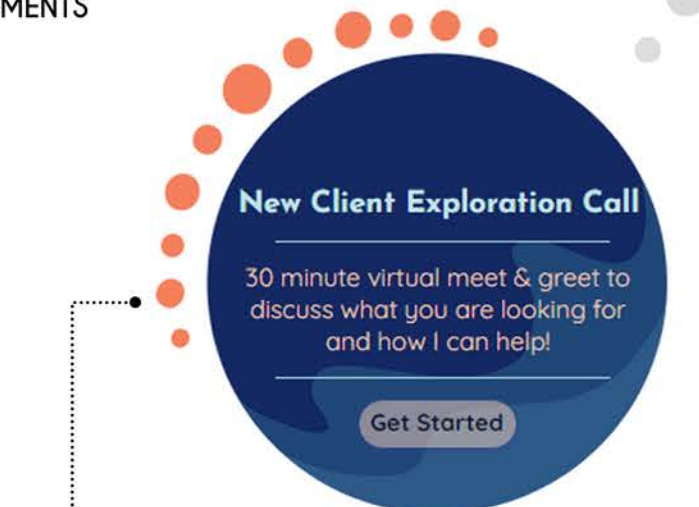 MENTS
New Client Exploration Call
30 minute virtual meet & greet to
discuss what you are looking for
and how I can help!
Get Started